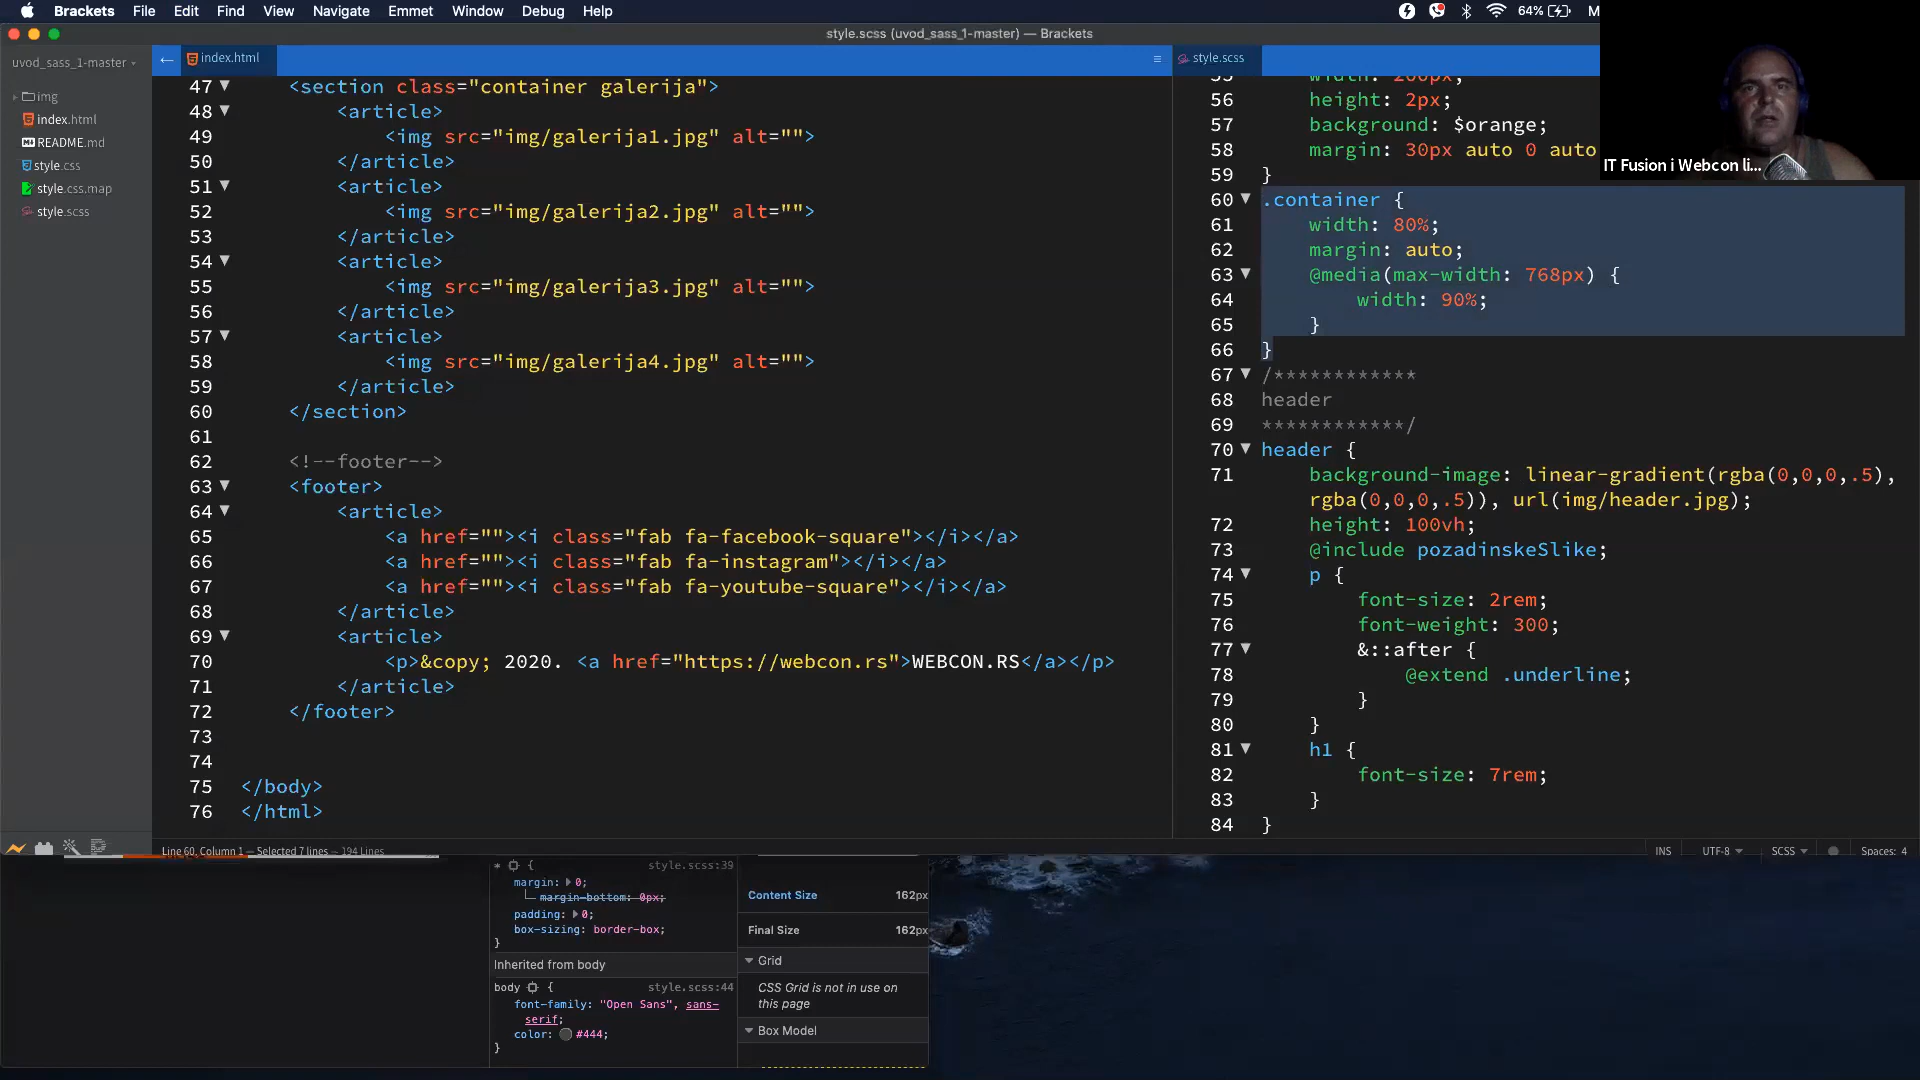 Brackets File Edit Find View Navigate Emmet Window Debug Help
64%
style.scss (uvod_sass_1-master) — Brackets
uvod_sass_1-master
img
index.html
README.md
style.css
style.css.map
style.scss
index.html
47 <section class="container galerija">
48 <article>
49 <img src="img/galerija1.jpg" alt="">
50 </article>
51 <article>
52 <img src="img/galerija2.jpg" alt="">
53 </article>
54 <article>
55 <img src="img/galerija3.jpg" alt="">
56 </article>
57 <article>
58 <img src="img/galerija4.jpg" alt="">
59 </article>
60 </section>
61
62 <!--footer-->
63 <footer>
64 <article>
65 <a href=""><i class="fab fa-facebook-square"></i></a>
66 <a href=""><i class="fab fa-instagram"></i></a>
67 <a href=""><i class="fab fa-youtube-square"></i></a>
68 </article>
69 <article>
70 <p>&copy; 2020. <a href="https://webcon.rs">WEBCON.RS</a></p>
71 </article>
72 </footer>
73
74
75 </body>
76 </html>
style.scss
55 width: 200px;
56 height: 2px;
57 background: $orange;
58 margin: 30px auto 0 auto
59 }
60 .container {
61 width: 80%;
62 margin: auto;
63 @media(max-width: 768px) {
64 width: 90%;
65 }
66 }
67 /************
68 header
69 ************/
70 header {
71 background-image: linear-gradient(rgba(0,0,0,.5),
rgba(0,0,0,.5)), url(img/header.jpg);
72 height: 100vh;
73 @include pozadinskeSlike;
74 p {
75 font-size: 2rem;
76 font-weight: 300;
77 &::after {
78 @extend .underline;
79 }
80 }
81 h1 {
82 font-size: 7rem;
83 }
84 }
IT Fusion i Webcon li...
Line 60, Column 1 — Selected 7 lines — 194 Lines
INS UTF-8 SCSS Spaces: 4
* { style.scss:39
margin: 0;
margin-bottom: 0px;
padding: 0;
box-sizing: border-box;
}
Inherited from body
body { style.scss:44
font-family: "Open Sans", sans-
serif;
color: #444;
}
Content Size 162px
Final Size 162px
Grid
CSS Grid is not in use on
this page
Box Model